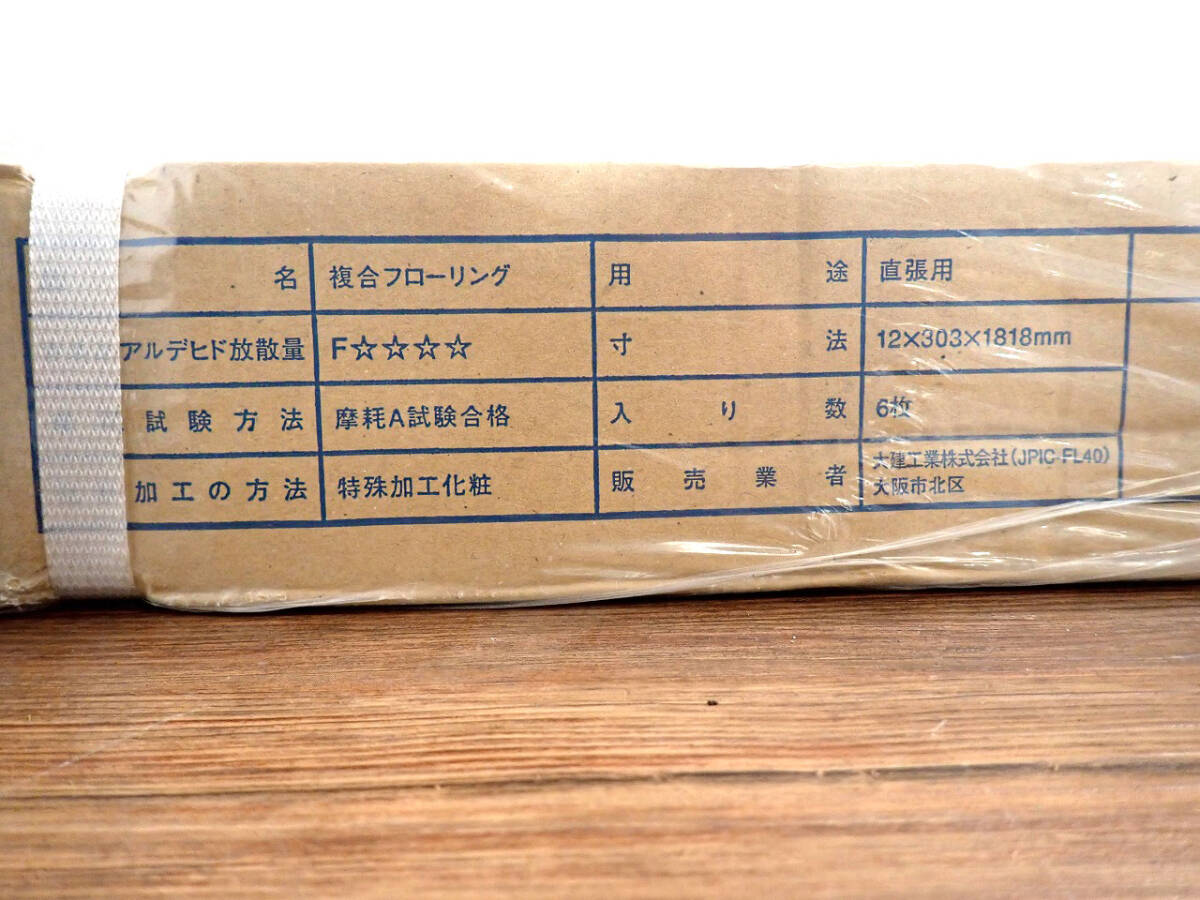 名 複合フローリング 用途 直張用
アルデヒド放散量 F☆☆☆☆ 寸法 12×303×1818mm
試験方法 摩耗A試験合格 入り数 6枚
加工の方法 特殊加工化粧 販売業者 大建工業株式会社(JPIC-FL40)
大阪市北区